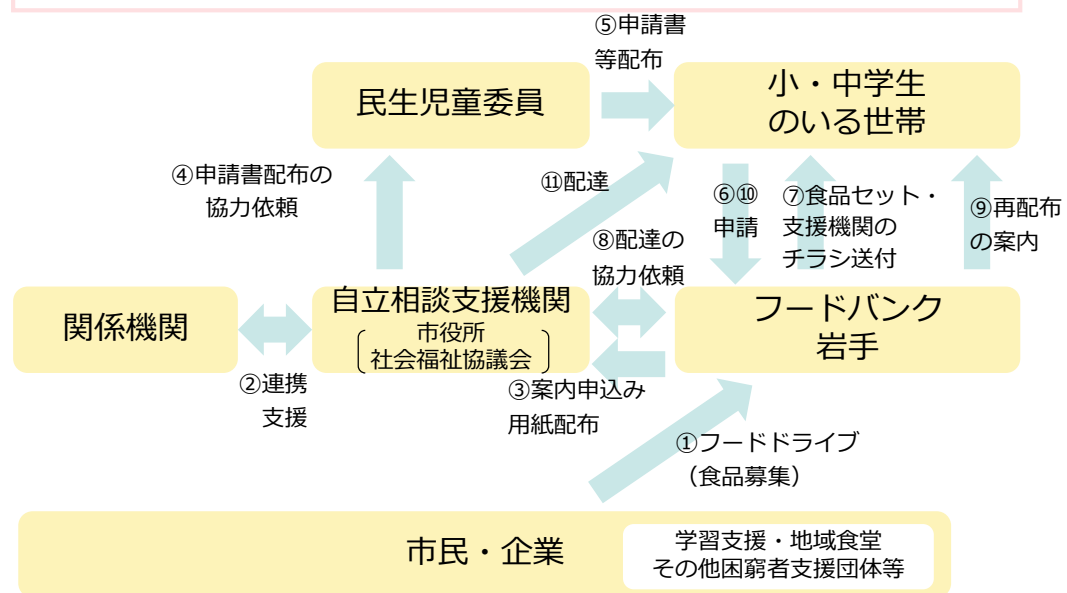 ⑤申請書
等配布
民生児童委員
小・中学生
のいる世帯
④申請書配布の
協力依頼
⑪配達
⑥⑩
申請
⑦食品セット・
支援機関の
チラシ送付
⑨再配布
の案内
⑧配達の
協力依頼
関係機関
自立相談支援機関
市役所
社会福祉協議会
フードバンク
岩手
②連携
支援
③案内申込み
用紙配布
①フードドライブ
（食品募集）
市民・企業
学習支援・地域食堂
その他困窮者支援団体等